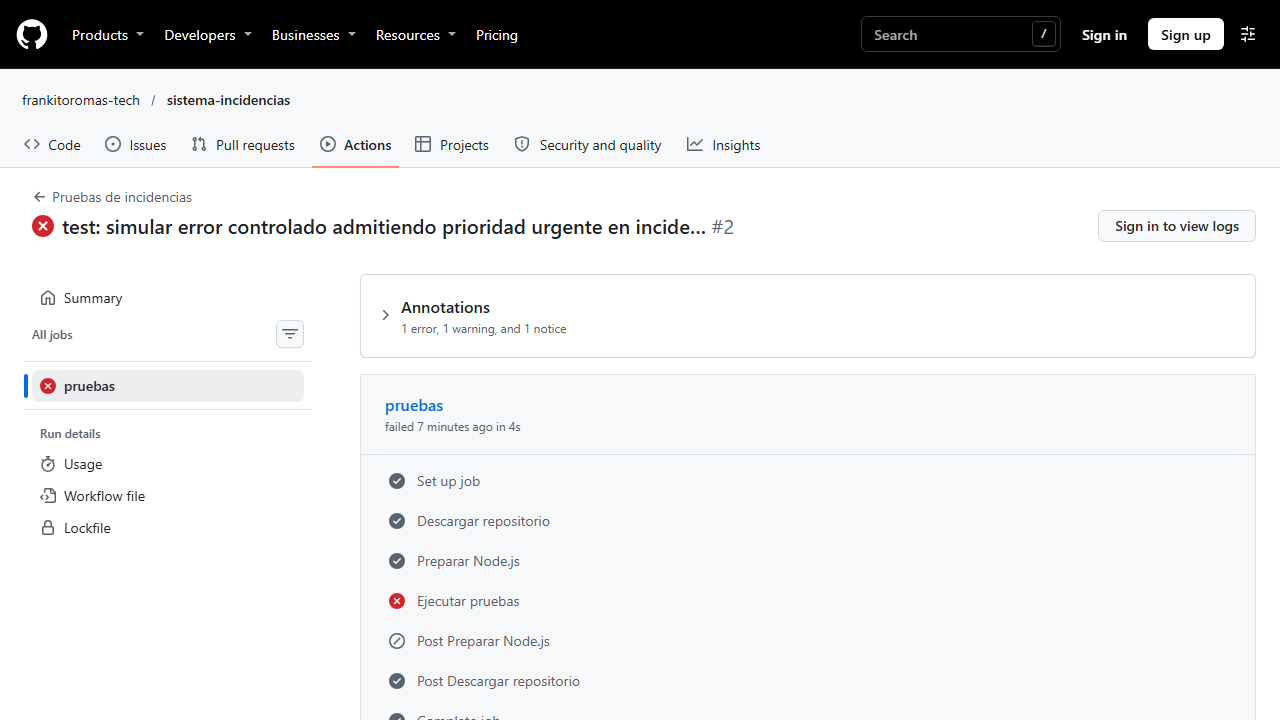 Products
Developers
Businesses
Resources
Pricing
Search
/
Sign in
Sign up
frankitoromas-tech / sistema-incidencias
Code
Issues
Pull requests
Actions
Projects
Security and quality
Insights
Pruebas de incidencias
test: simular error controlado admitiendo prioridad urgente en incide... #2
Sign in to view logs
Summary
All jobs
pruebas
Run details
Usage
Workflow file
Lockfile
Annotations
1 error, 1 warning, and 1 notice
pruebas
failed 7 minutes ago in 4s
Set up job
Descargar repositorio
Preparar Node.js
Ejecutar pruebas
Post Preparar Node.js
Post Descargar repositorio
Complete job